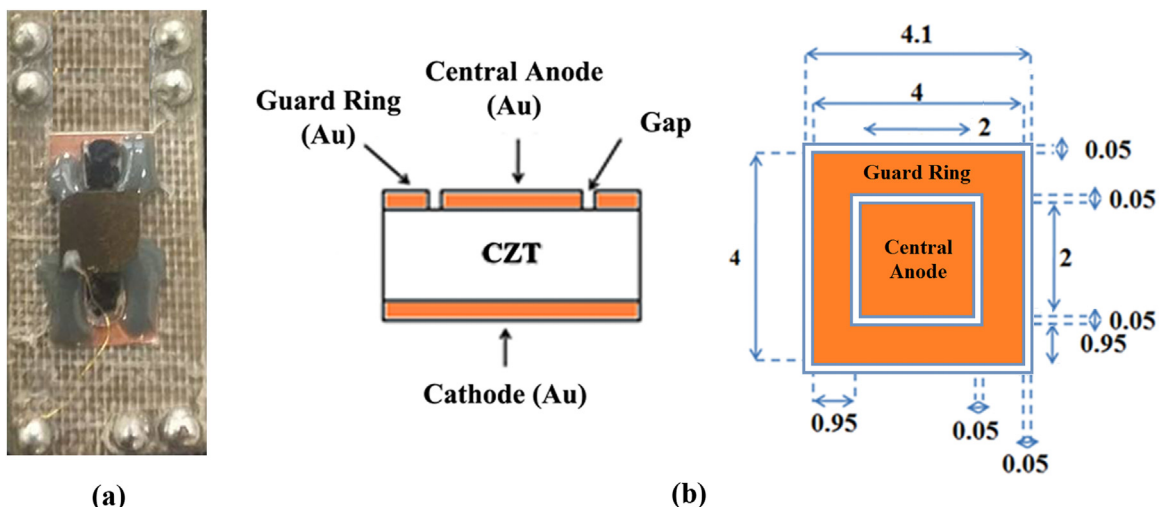 Central Anode
(Au)
Guard Ring
(Au)
Gap
CZT
Cathode (Au)
4.1
4
2
0.05
Guard Ring
0.05
Central
Anode
4
2
0.05
0.95
0.95
0.05
0.05
(a)
(b)